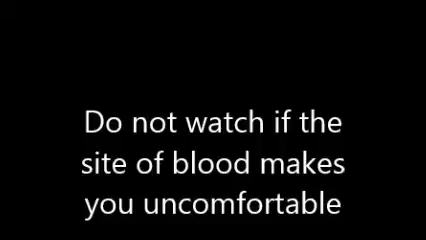 Do not watch if the
site of blood makes
you uncomfortable